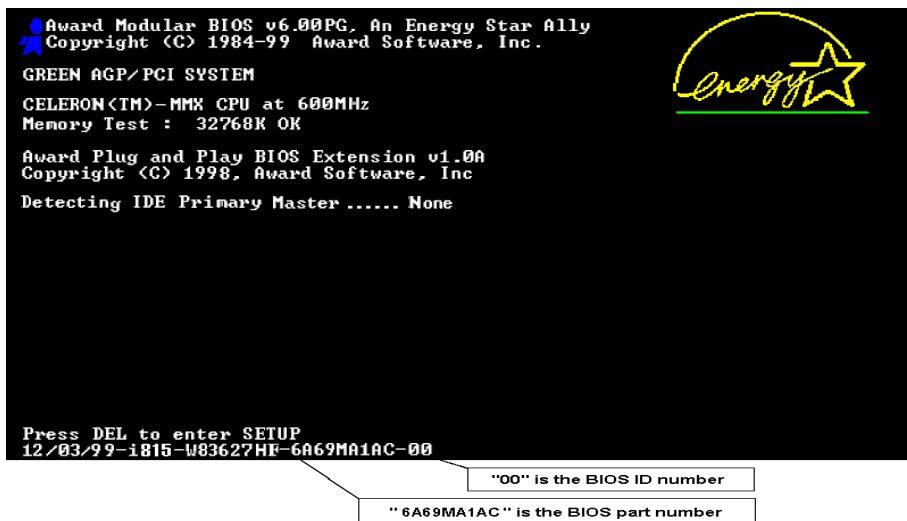 Award Modular BIOS v6.00PG, An Energy Star Ally
Copyright (C) 1984-99 Award Software, Inc.
energy
GREEN AGP/PCI SYSTEM
CELERON(TM)-MMX CPU at 600MHz
Memory Test : 32768K OK
Award Plug and Play BIOS Extension v1.0A
Copyright (C) 1998, Award Software, Inc
Detecting IDE Primary Master ...... None
Press DEL to enter SETUP
12/03/99-i815-W83627HF-6A69MA1AC-00
"00" is the BIOS ID number
"6A69MA1AC" is the BIOS part number